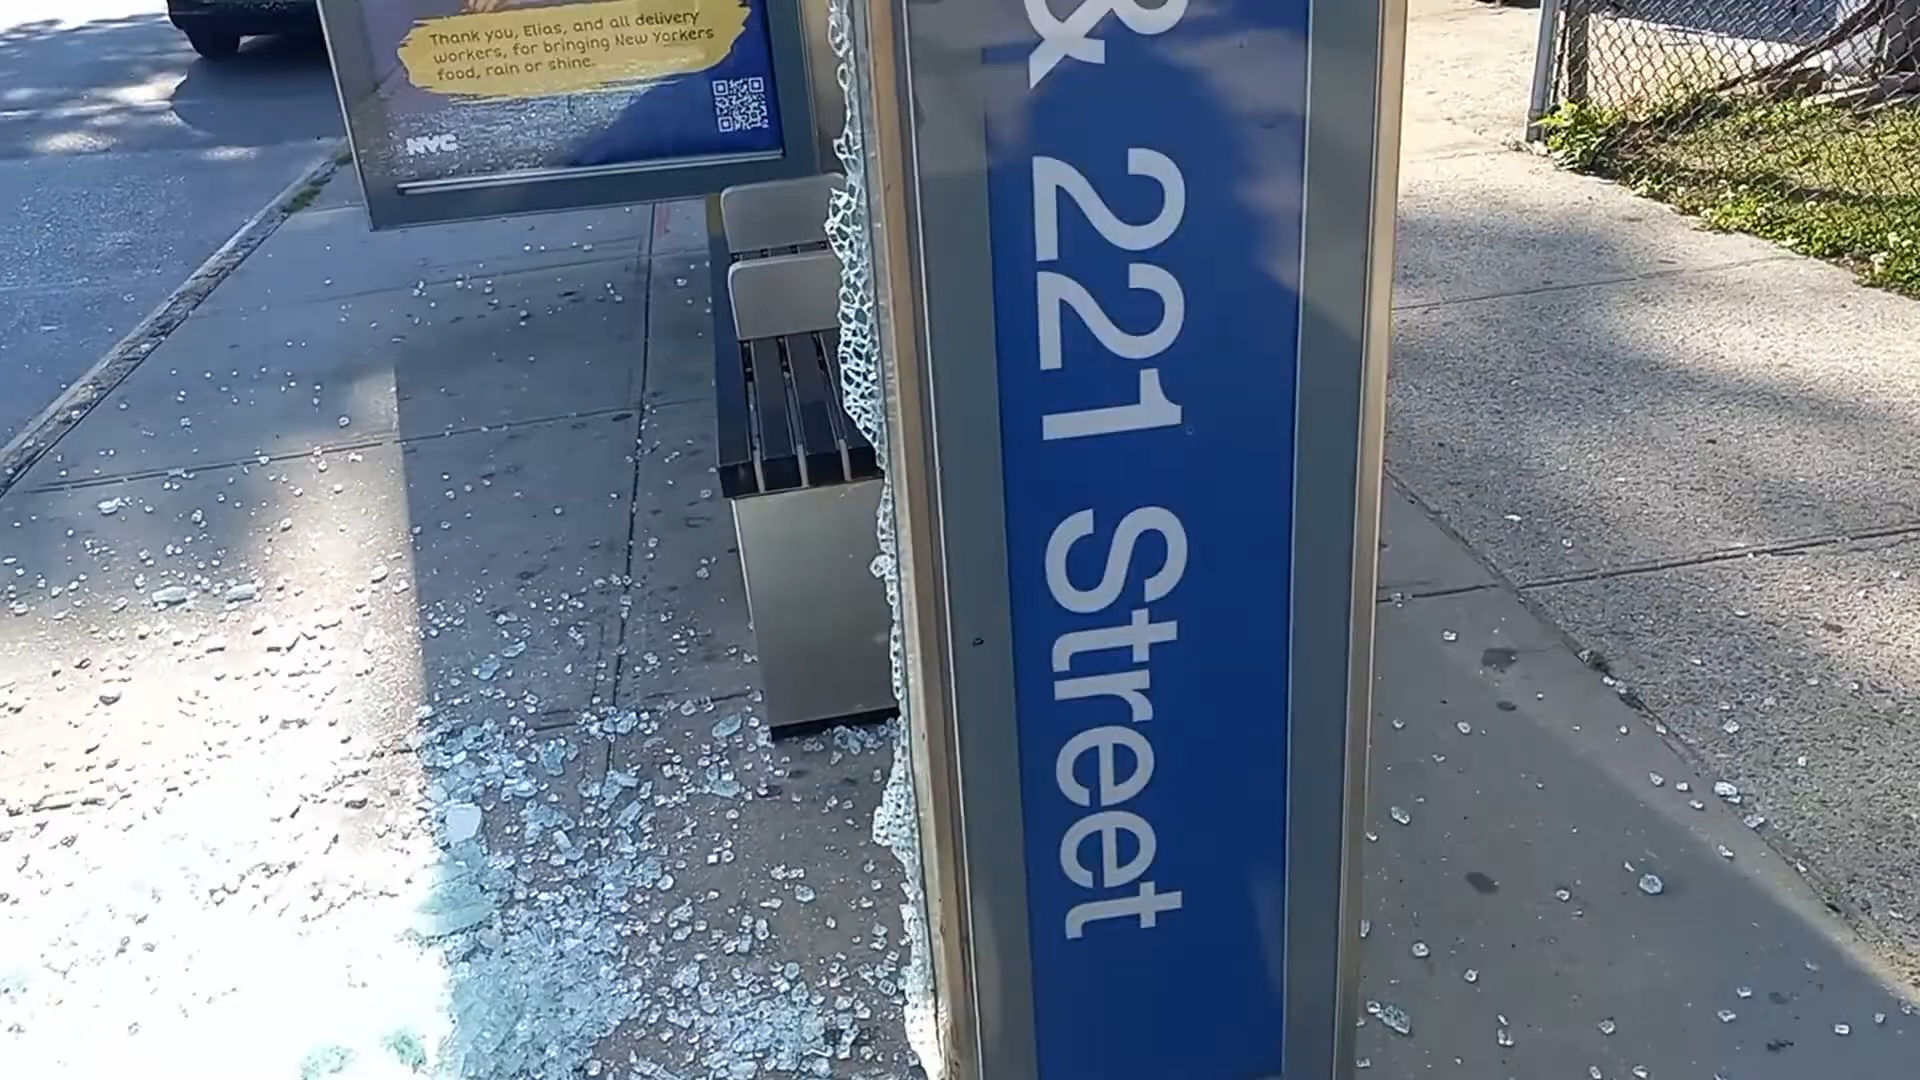 Thank you, Elias, and all delivery
workers, for bringing New Yorkers
food, rain or shine.
NYC
& 221 Street